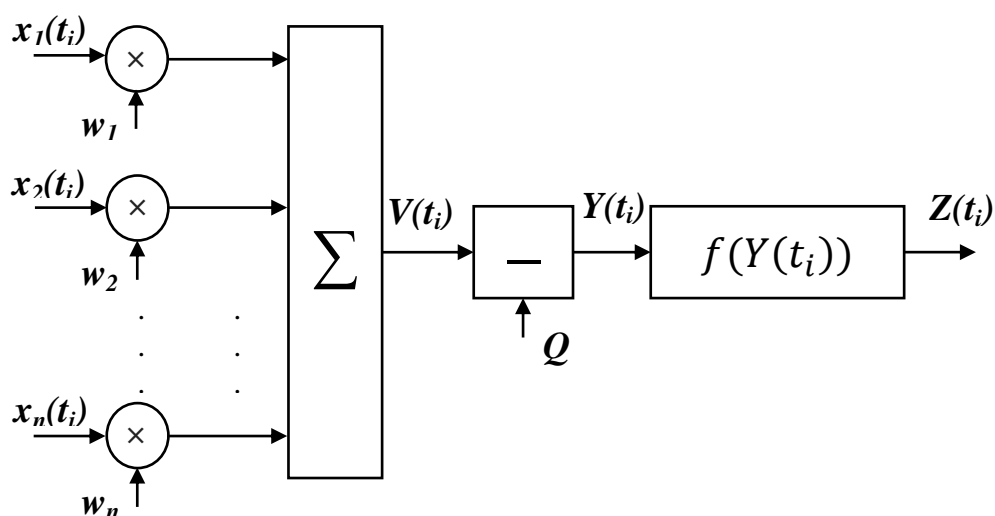 x₁(tᵢ)
×
w₁
x₂(tᵢ)
×
w₂
V(tᵢ)
Y(tᵢ)
Z(tᵢ)
∑
−
f(Y(tᵢ))
Q
. .
. .
. .
xₙ(tᵢ)
×
wₙ